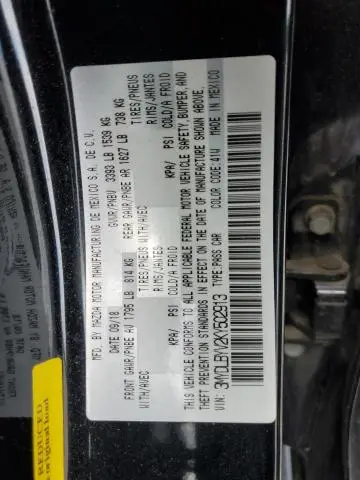 MFD. BY MAZDA MOTOR MANUFACTURING DE MEXICO S.A. DE C.V.
DATE: 09/18 GVWR/PNBV 3393 LB 1539 KG
FRONT GAWR/PNBE AV 1795 LB 814 KG REAR GAWR/PNBE AR 1627 LB 738 KG
WITH/AVEC TIRES/PNEUS WITH/AVEC TIRES/PNEUS
RIMS/JANTES RIMS/JANTES
KPA/ PSI COLD/A FROID KPA/ PSI COLD/A FROID
THIS VEHICLE CONFORMS TO ALL APPLICABLE FEDERAL MOTOR VEHICLE SAFETY, BUMPER, AND
THEFT PREVENTION STANDARDS IN EFFECT ON THE DATE OF MANUFACTURE SHOWN ABOVE.
3MYDLBYV2KY502913 COLOR CODE: 41W MADE IN MEXICO
TYPE: PASS CAR
REDUCED